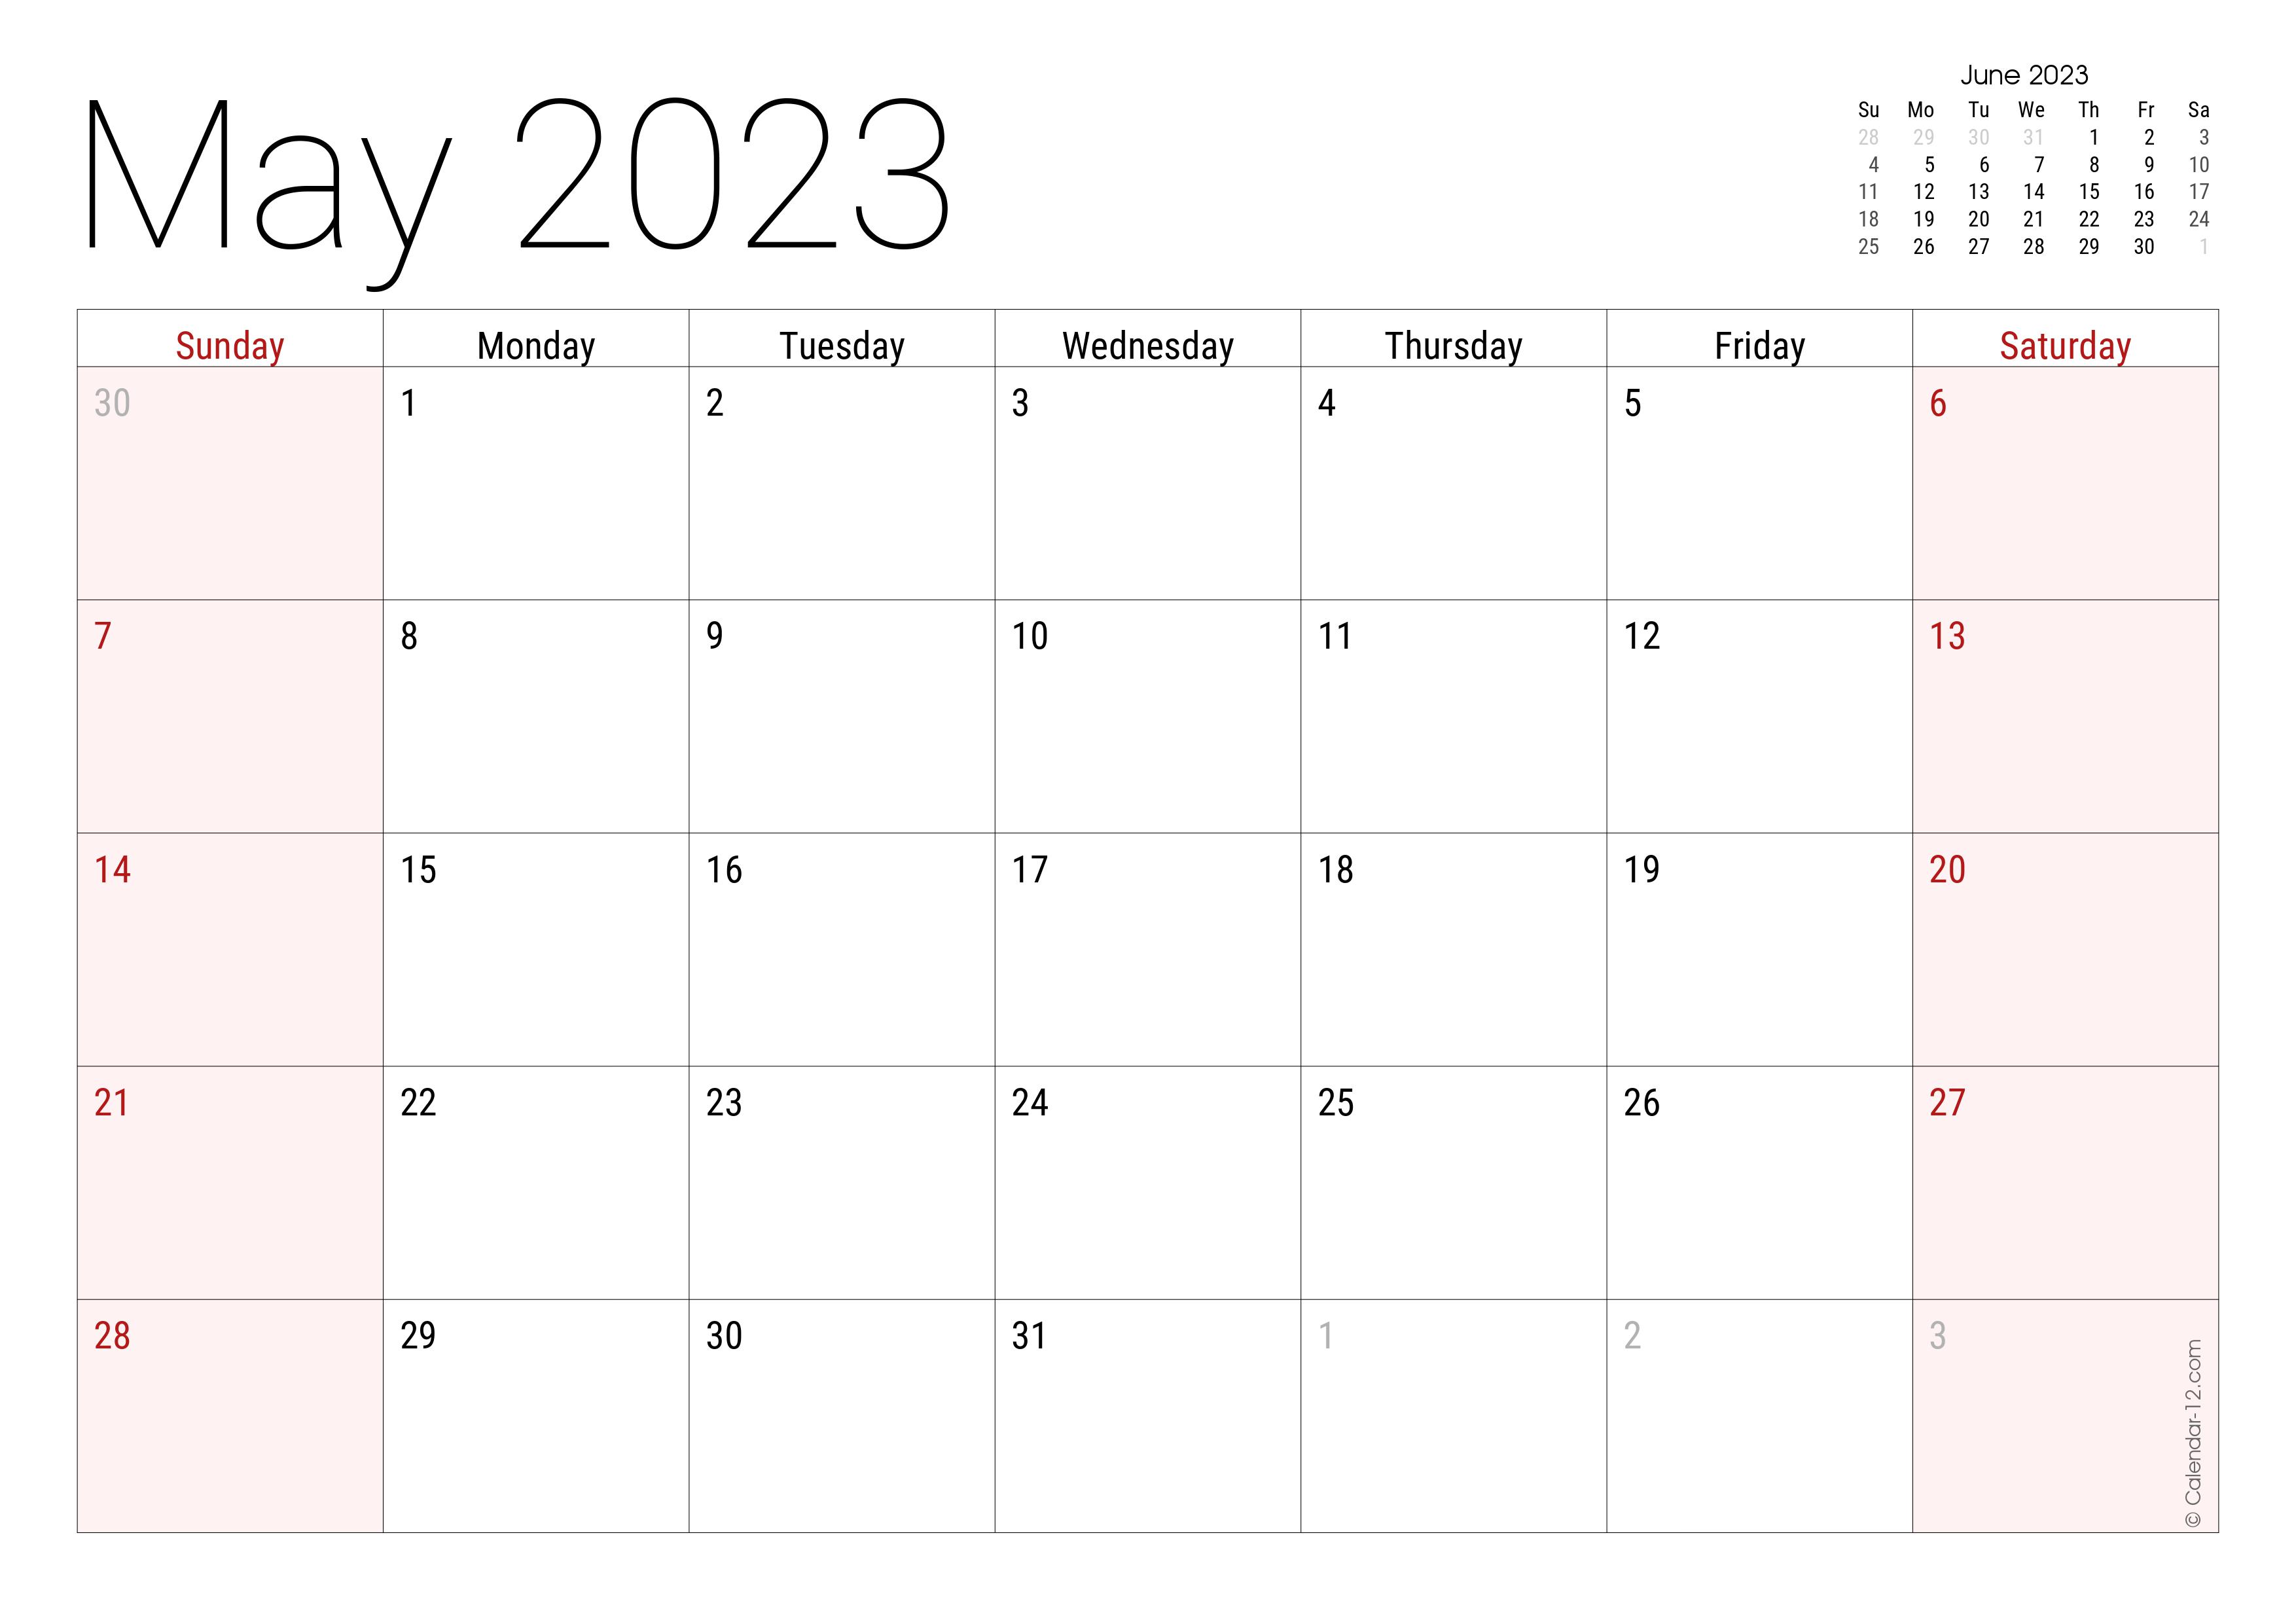 May 2023
June 2023
Su Mo Tu We Th Fr Sa
28 29 30 31 1 2 3
4 5 6 7 8 9 10
11 12 13 14 15 16 17
18 19 20 21 22 23 24
25 26 27 28 29 30 1
Sunday Monday Tuesday Wednesday Thursday Friday Saturday
30 1 2 3 4 5 6
7 8 9 10 11 12 13
14 15 16 17 18 19 20
21 22 23 24 25 26 27
28 29 30 31 1 2 3
© Calendar-12.com